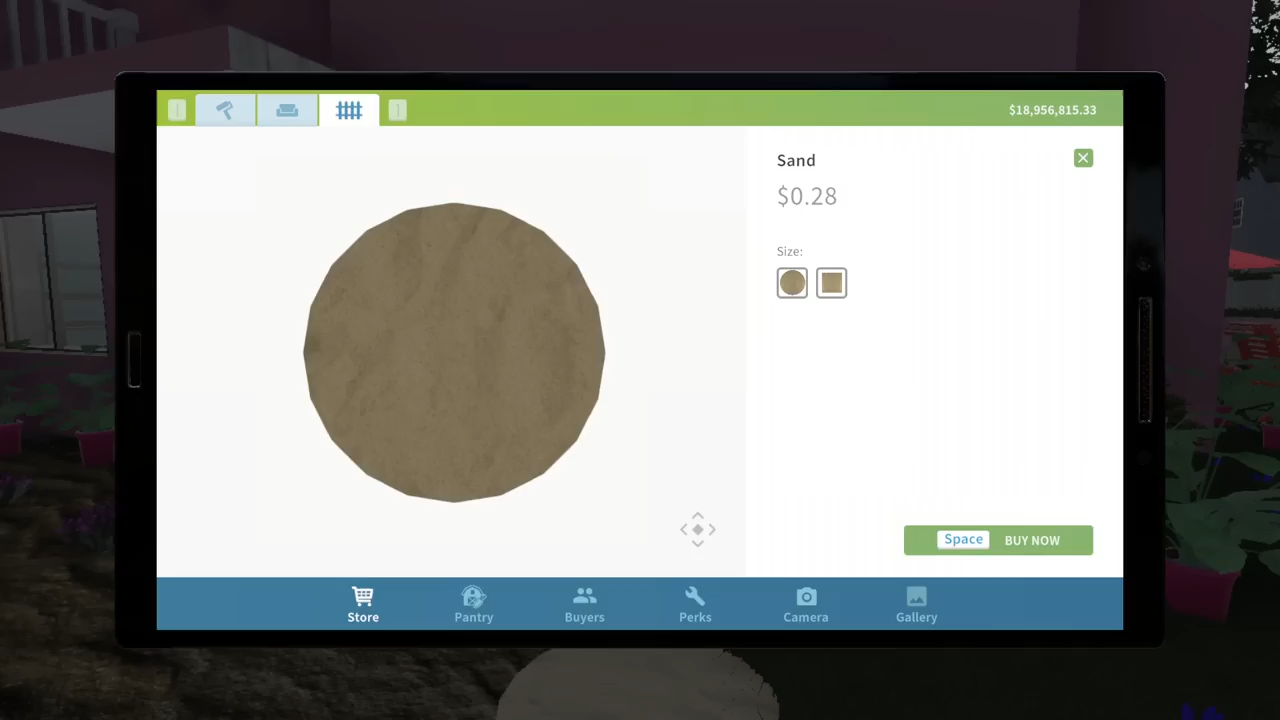 $18,956,815.33
Sand
$0.28
Size:
Space BUY NOW
Store Pantry Buyers Perks Camera Gallery